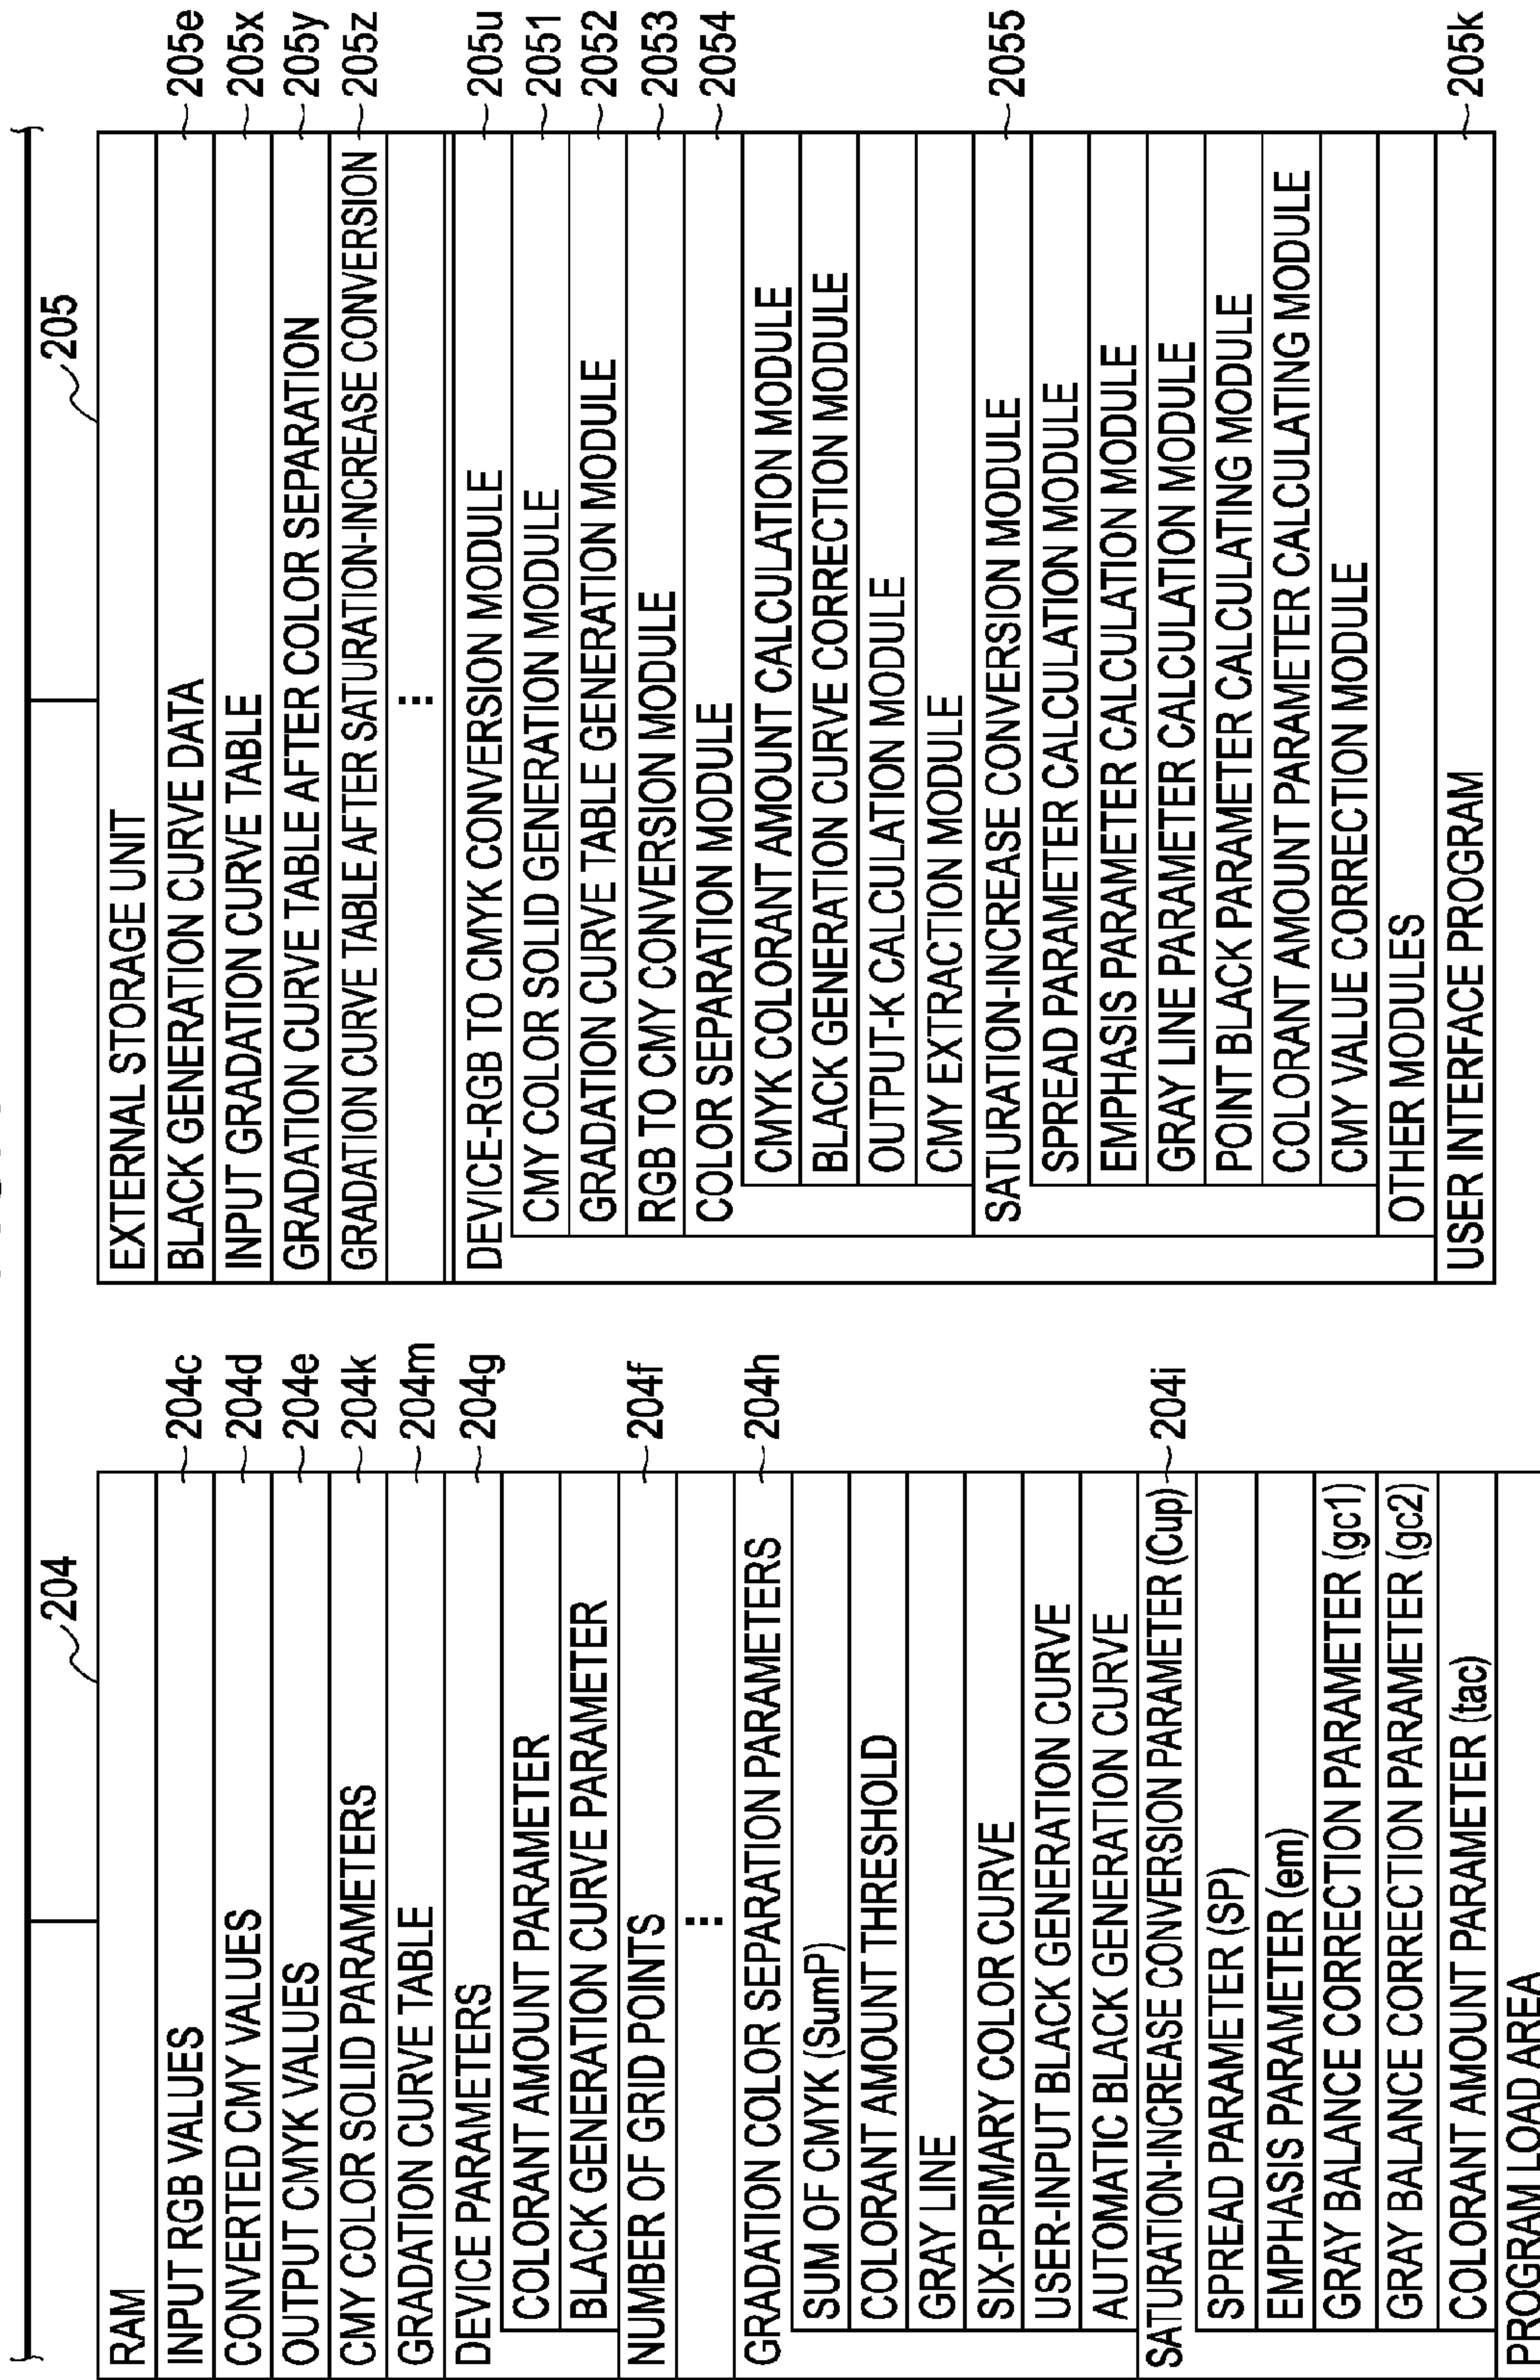 204
RAM
INPUT RGB VALUES 204c
CONVERTED CMY VALUES 204d
OUTPUT CMYK VALUES 204e
CMY COLOR SOLID PARAMETERS 204k
GRADATION CURVE TABLE 204m
DEVICE PARAMETERS 204g
COLORANT AMOUNT PARAMETER
BLACK GENERATION CURVE PARAMETER
NUMBER OF GRID POINTS 204f
⋮
GRADATION COLOR SEPARATION PARAMETERS 204h
SUM OF CMYK (SumP)
COLORANT AMOUNT THRESHOLD
GRAY LINE
SIX-PRIMARY COLOR CURVE
USER-INPUT BLACK GENERATION CURVE
AUTOMATIC BLACK GENERATION CURVE
SATURATION-INCREASE CONVERSION PARAMETER (Cup) 204i
SPREAD PARAMETER (SP)
EMPHASIS PARAMETER (em)
GRAY BALANCE CORRECTION PARAMETER (gc1)
GRAY BALANCE CORRECTION PARAMETER (gc2)
COLORANT AMOUNT PARAMETER (tac)
PROGRAM LOAD AREA
205
EXTERNAL STORAGE UNIT
BLACK GENERATION CURVE DATA 205e
INPUT GRADATION CURVE TABLE 205x
GRADATION CURVE TABLE AFTER COLOR SEPARATION 205y
GRADATION CURVE TABLE AFTER SATURATION-INCREASE CONVERSION 205z
⋮
DEVICE-RGB TO CMYK CONVERSION MODULE 205u
CMY COLOR SOLID GENERATION MODULE 2051
GRADATION CURVE TABLE GENERATION MODULE 2052
RGB TO CMY CONVERSION MODULE 2053
COLOR SEPARATION MODULE 2054
CMYK COLORANT AMOUNT CALCULATION MODULE
BLACK GENERATION CURVE CORRECTION MODULE
OUTPUT-K CALCULATION MODULE
CMY EXTRACTION MODULE
SATURATION-INCREASE CONVERSION MODULE 2055
SPREAD PARAMETER CALCULATION MODULE
EMPHASIS PARAMETER CALCULATION MODULE
GRAY LINE PARAMETER CALCULATION MODULE
POINT BLACK PARAMETER CALCULATING MODULE
COLORANT AMOUNT PARAMETER CALCULATING MODULE
CMY VALUE CORRECTION MODULE
OTHER MODULES
USER INTERFACE PROGRAM 205k